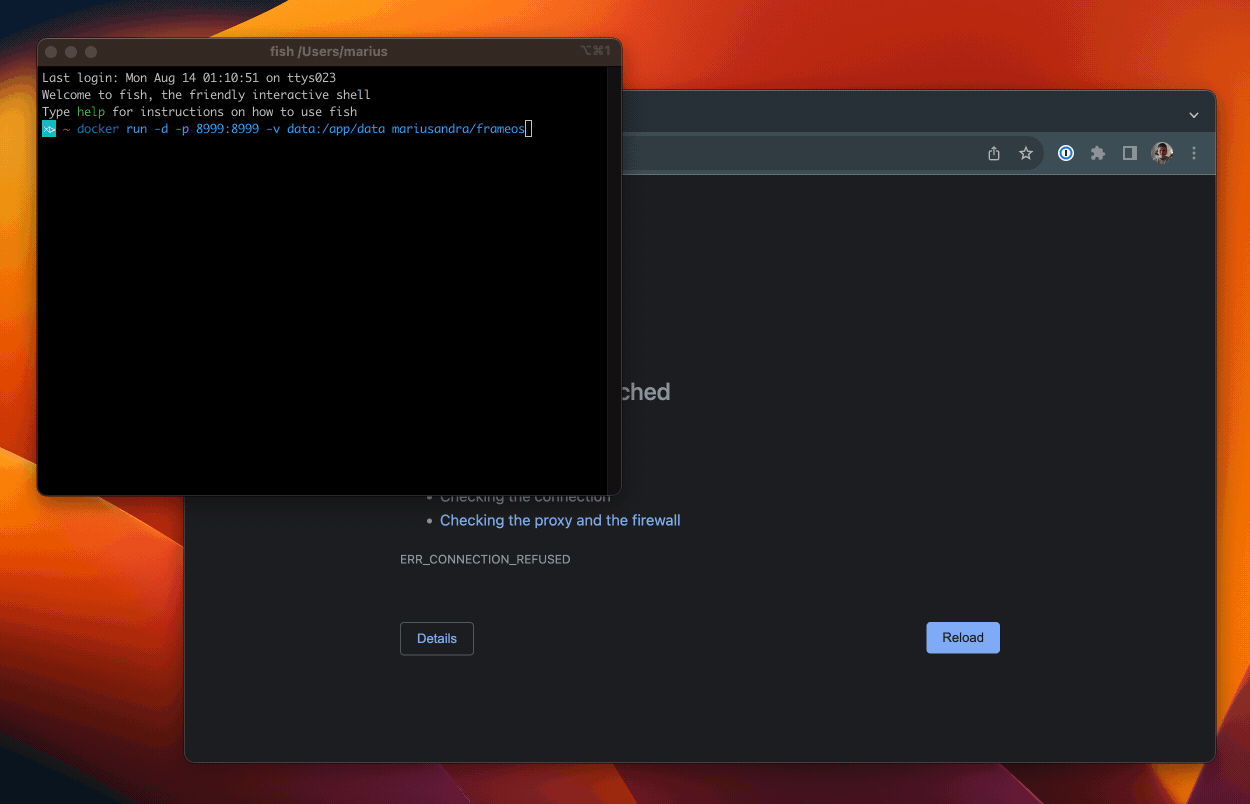 fish /Users/marius
⌥⌘1
Last login: Mon Aug 14 01:10:51 on ttys023
Welcome to fish, the friendly interactive shell
Type help for instructions on how to use fish
~ docker run -d -p 8999:8999 -v data:/app/data mariusandra/frameos
ched
• Checking the connection
• Checking the proxy and the firewall
ERR_CONNECTION_REFUSED
Details
Reload